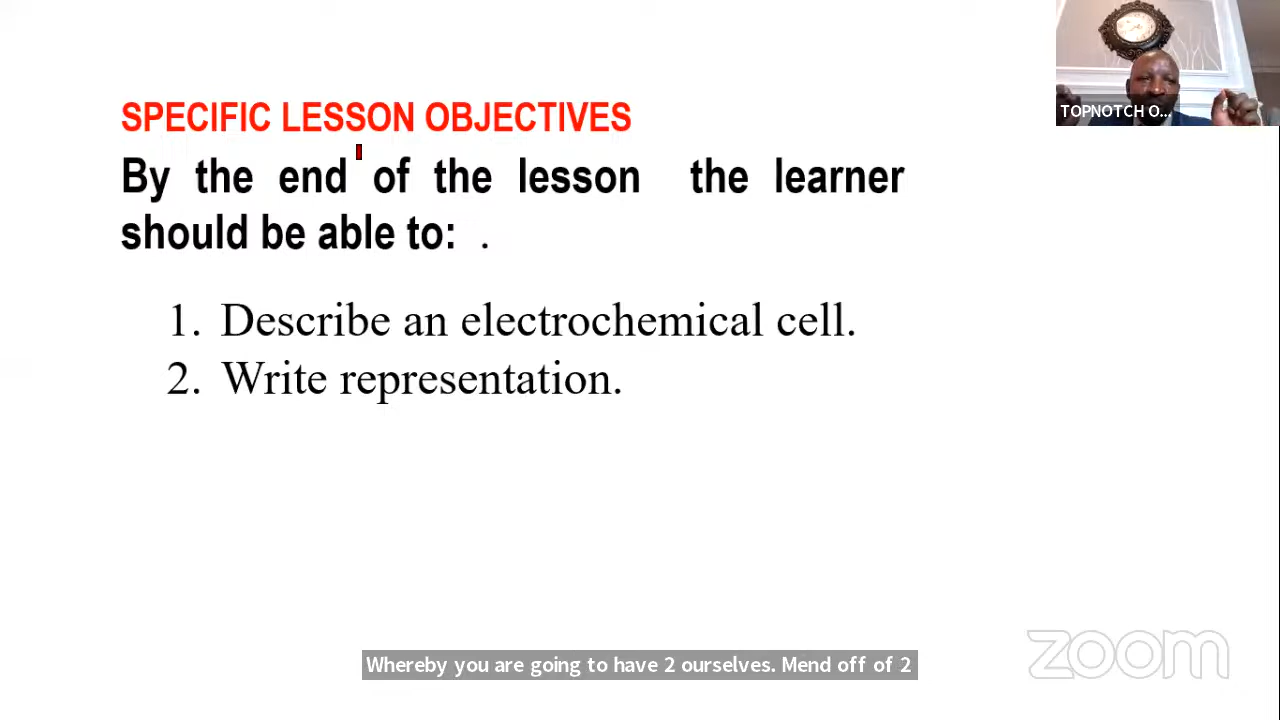 TOPNOTCH O...
SPECIFIC LESSON OBJECTIVES
By the end of the lesson the learner
should be able to: .
1. Describe an electrochemical cell.
2. Write representation.
zoom
Whereby you are going to have 2 ourselves. Mend off of 2